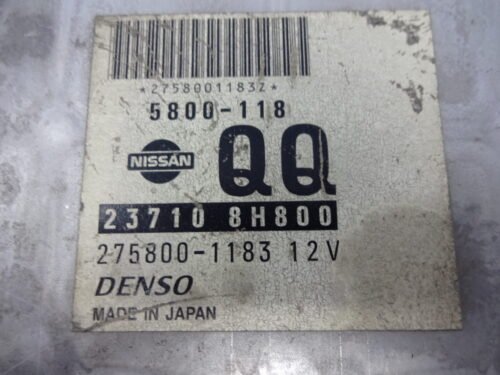 *2758001183Z*
5800-118
NISSAN QQ
23710 8H800
275800-1183 12V
DENSO
MADE IN JAPAN